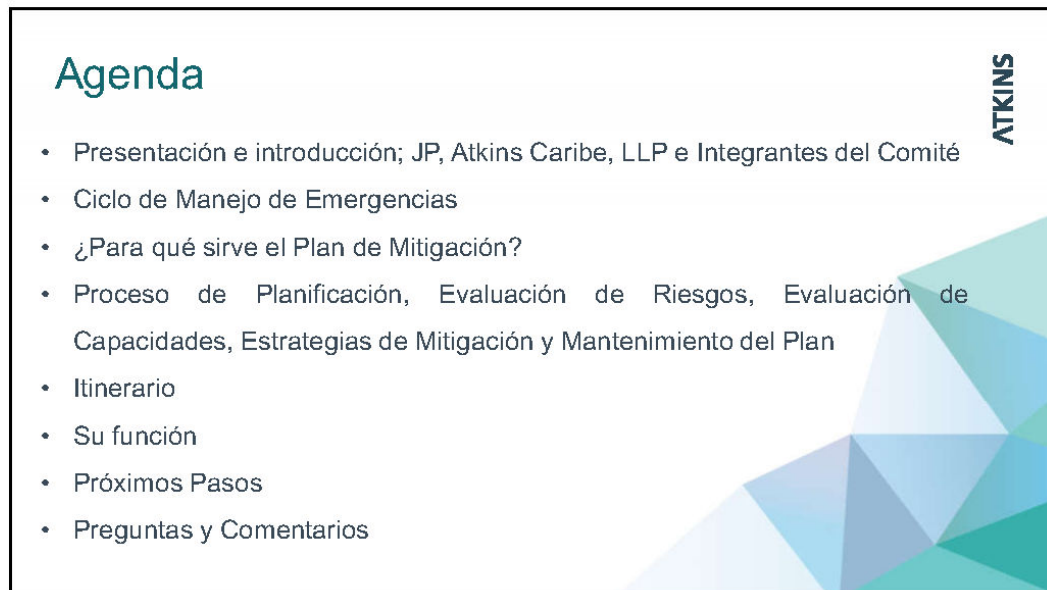 Agenda
ATKINS
• Presentación e introducción; JP, Atkins Caribe, LLP e Integrantes del Comité
• Ciclo de Manejo de Emergencias
• ¿Para qué sirve el Plan de Mitigación?
• Proceso de Planificación, Evaluación de Riesgos, Evaluación de
Capacidades, Estrategias de Mitigación y Mantenimiento del Plan
• Itinerario
• Su función
• Próximos Pasos
• Preguntas y Comentarios